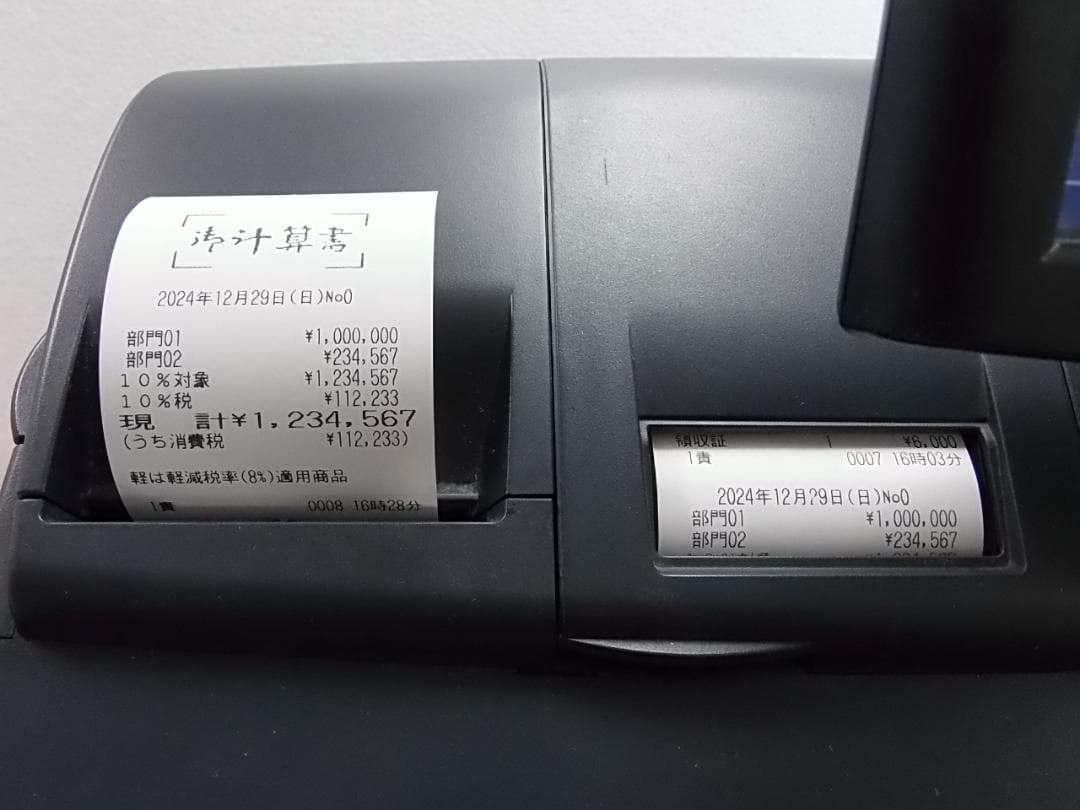 御計算書
2024年12月29日(日)No0
部門01 ¥1,000,000
部門02 ¥234,567
10%対象 ¥1,234,567
10%税 ¥112,233
現 計¥1,234,567
(うち消費税 ¥112,233)
軽は軽減税率(8%)適用商品
1責 0008 16時28分
領収証 1 ¥6,000
1責 0007 16時03分
2024年12月29日(日)No0
部門01 ¥1,000,000
部門02 ¥234,567